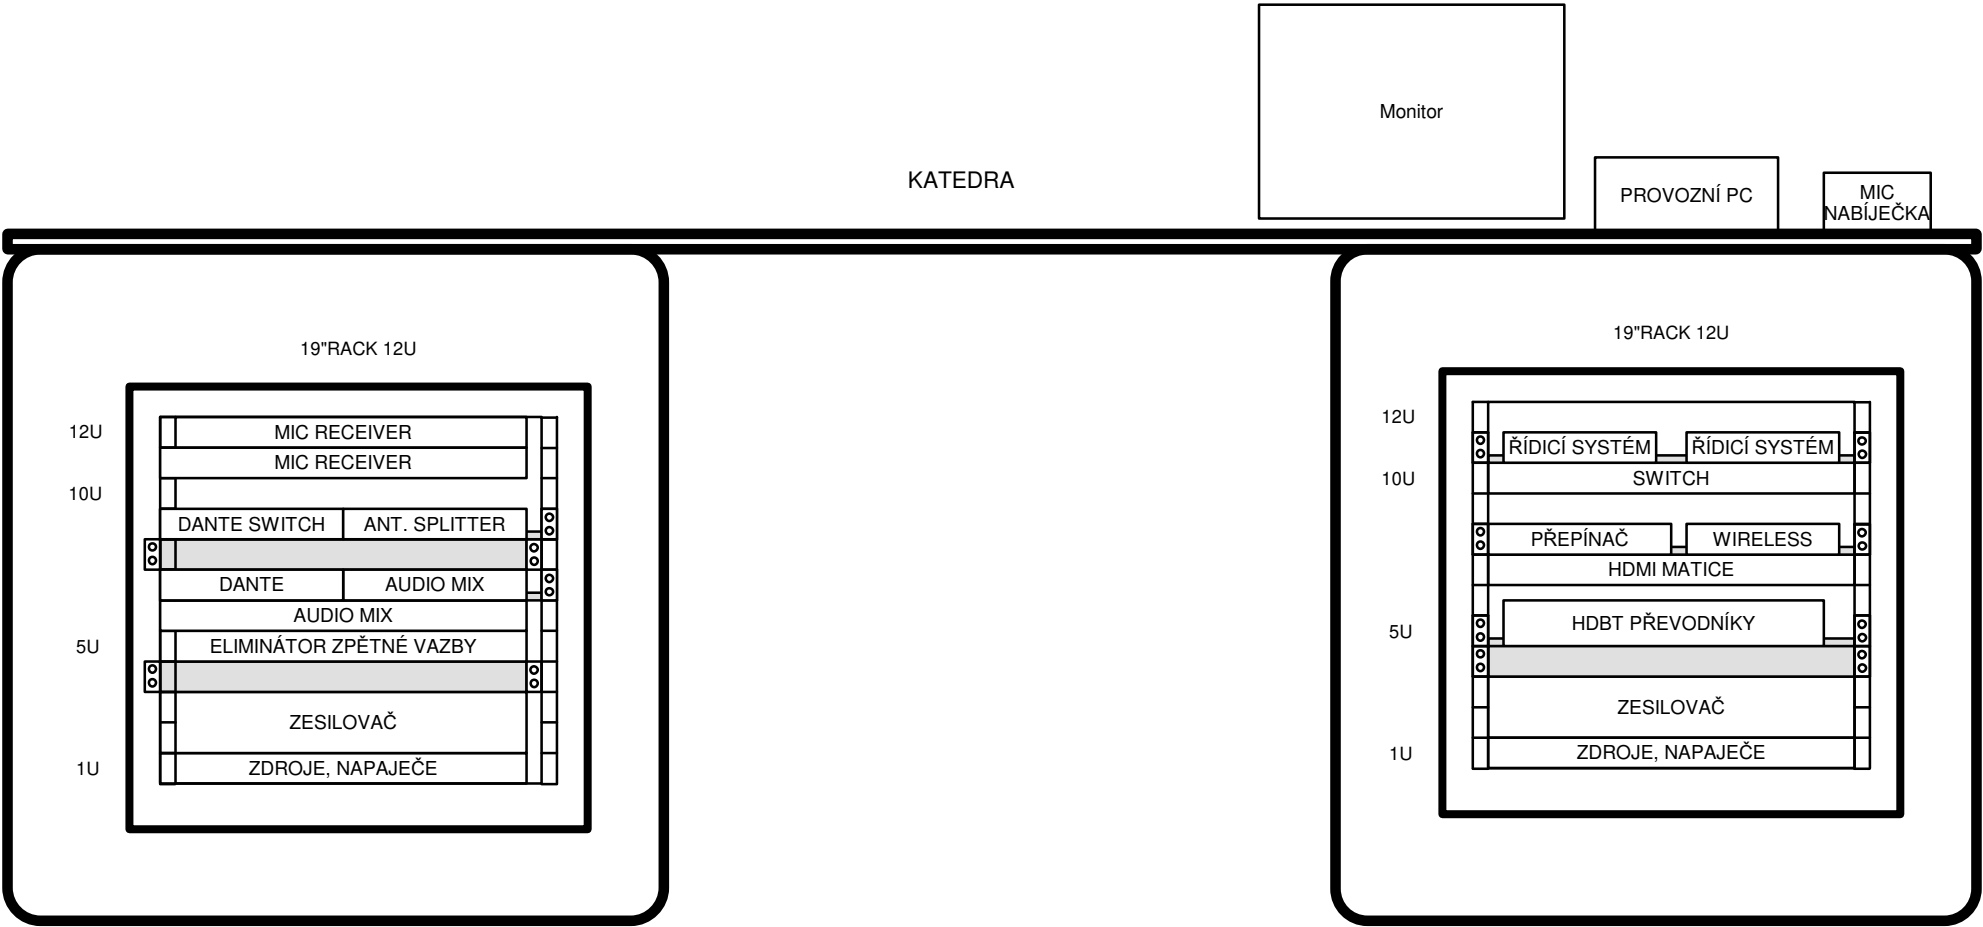 Monitor
KATEDRA
PROVOZNÍ PC
MIC
NABÍJEČKA
19"RACK 12U
12U
MIC RECEIVER
MIC RECEIVER
10U
DANTE SWITCH
ANT. SPLITTER
DANTE
AUDIO MIX
AUDIO MIX
5U
ELIMINÁTOR ZPĚTNÉ VAZBY
ZESILOVAČ
1U
ZDROJE, NAPAJEČE
19"RACK 12U
12U
ŘÍDICÍ SYSTÉM
ŘÍDICÍ SYSTÉM
10U
SWITCH
PŘEPÍNAČ
WIRELESS
HDMI MATICE
5U
HDBT PŘEVODNÍKY
ZESILOVAČ
1U
ZDROJE, NAPAJEČE